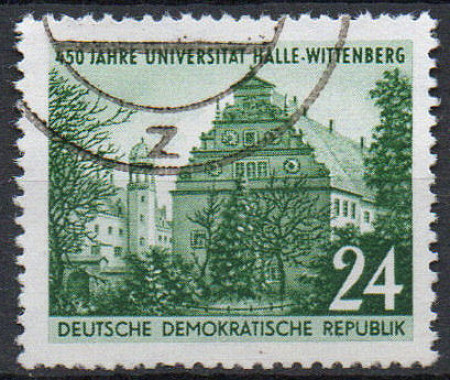 450 JAHRE UNIVERSITÄT HALLE-WITTENBERG
Z
24
DEUTSCHE DEMOKRATISCHE REPUBLIK